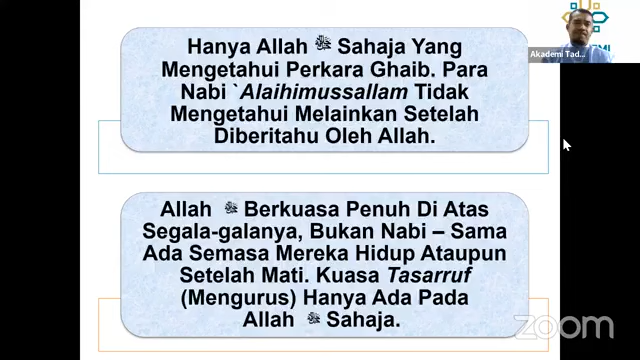 Hanya Allah ﷻ Sahaja Yang
Mengetahui Perkara Ghaib. Para
Nabi `Alaihimussallam Tidak
Mengetahui Melainkan Setelah
Diberitahu Oleh Allah.
Allah ﷻ Berkuasa Penuh Di Atas
Segala-galanya, Bukan Nabi – Sama
Ada Semasa Mereka Hidup Ataupun
Setelah Mati. Kuasa Tasarruf
(Mengurus) Hanya Ada Pada
Allah ﷻ Sahaja.
Akademi Tad...
zoom